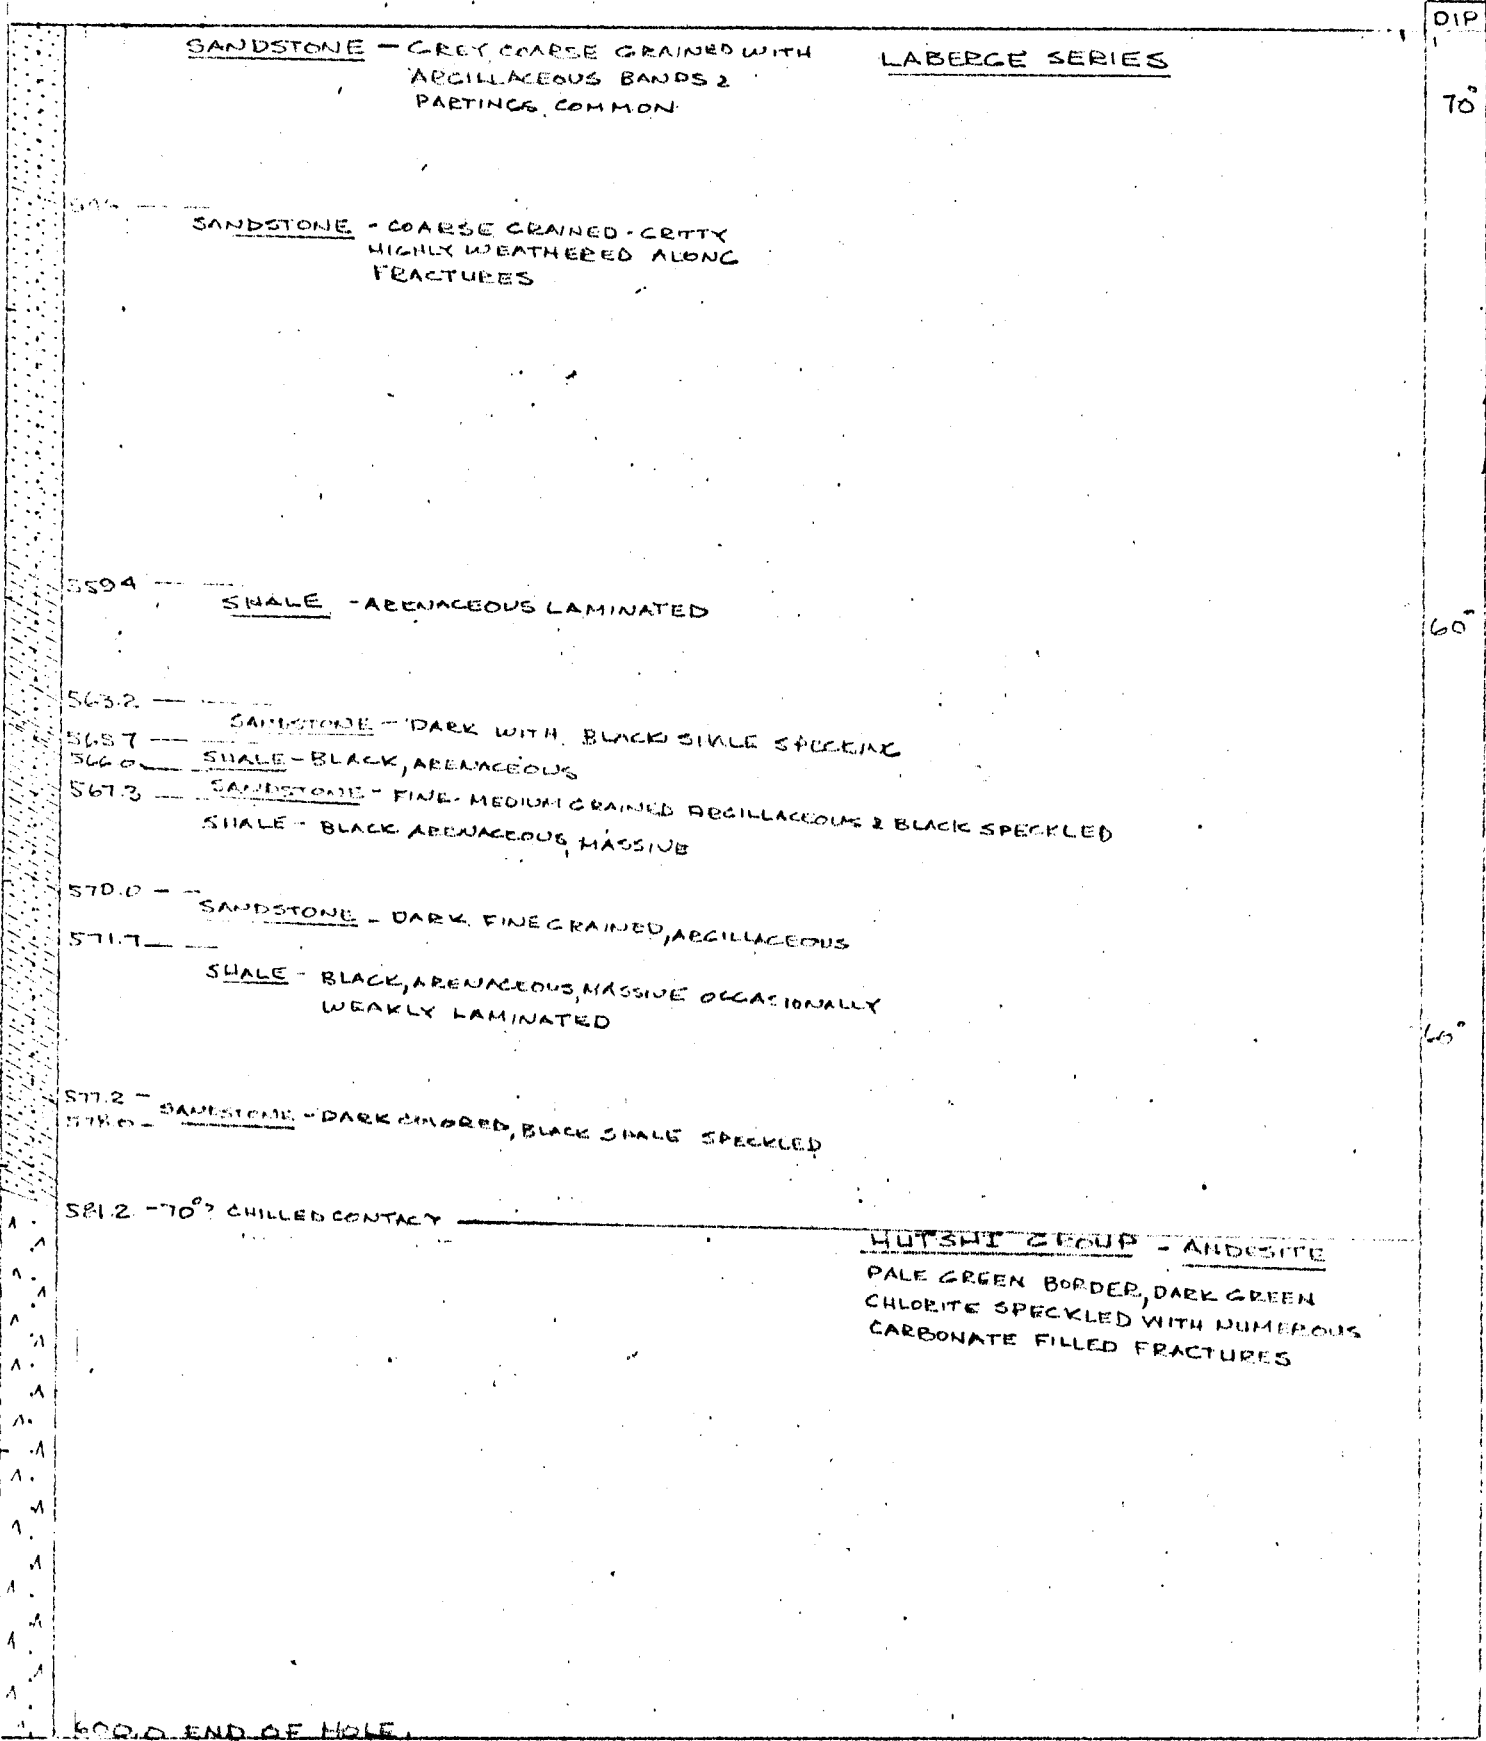 DIP
SANDSTONE - GREY COARSE GRAINED WITH
ARGILLACEOUS BANDS &
PARTINGS COMMON
LABERGE SERIES
70°
SANDSTONE - COARSE GRAINED - GRITTY
HIGHLY WEATHERED ALONG
FRACTURES
559.4
SHALE - ARENACEOUS LAMINATED
60°
563.2
SANDSTONE - DARK WITH BLACK SHALE SPECKING
565.7
SHALE - BLACK, ARENACEOUS
566.0
567.3
SANDSTONE - FINE-MEDIUM GRAINED ARGILLACEOUS & BLACK SPECKLED
SHALE - BLACK ARENACEOUS, MASSIVE
570.0
SANDSTONE - DARK FINE GRAINED, ARGILLACEOUS
571.7
SHALE - BLACK, ARENACEOUS, MASSIVE OCCASIONALLY
WEAKLY LAMINATED
60°
577.2
SANDSTONE - DARK COLORED, BLACK SHALE SPECKLED
578.0
581.2 - 70°? CHILLED CONTACT
HUTSHI GROUP - ANDESITE
PALE GREEN BORDER, DARK GREEN
CHLORITE SPECKLED WITH NUMEROUS
CARBONATE FILLED FRACTURES
600.0 END OF HOLE.